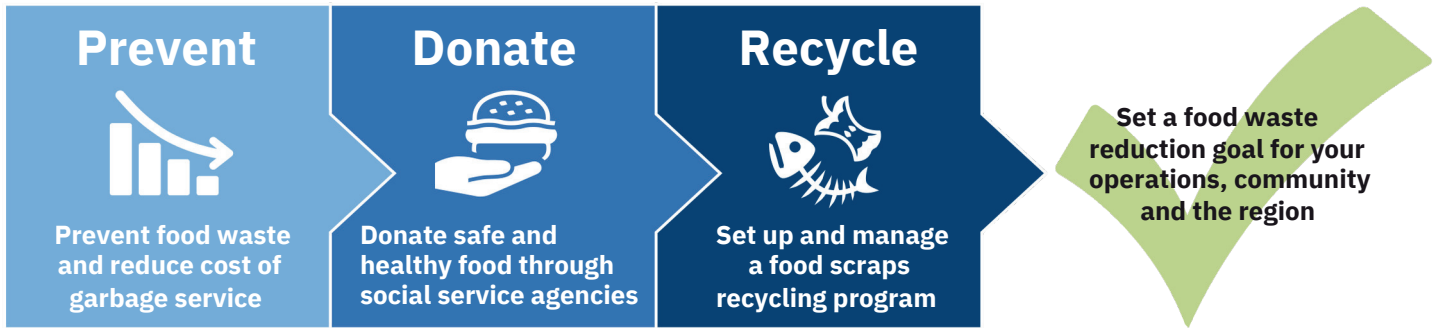 Prevent
Prevent food waste
and reduce cost of
garbage service
Donate
Donate safe and
healthy food through
social service agencies
Recycle
Set up and manage
a food scraps
recycling program
Set a food waste
reduction goal for your
operations, community
and the region